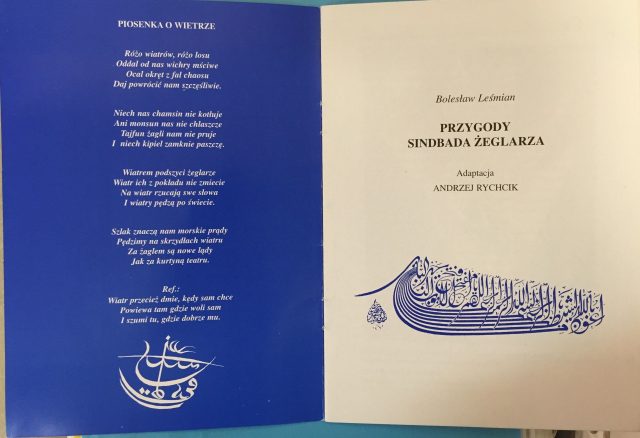 PIOSENKA O WIETRZE
Różo wiatrów, różo losu
Oddal od nas wichry mściwe
Ocal okręt z fal chaosu
Daj powrócić nam szczęśliwie.
Niech nas chamsin nie kotłuje
Ani monsun nas nie chłaszcze
Tajfun żagli nam nie pruje
I niech kipiel zamknie paszczę.
Wiatrem podszyci żeglarze
Wiatr ich z pokładu nie zmiecie
Na wiatr rzucają swe słowa
I wiatry pędzą po świecie.
Szlak znaczą nam morskie prądy
Pędzimy na skrzydłach wiatru
Za żaglem są nowe lądy
Jak za kurtyną teatru.
Ref.:
Wiatr przecież dmie, kędy sam chce
Powiewa tam gdzie woli sam
I szumi tu, gdzie dobrze mu.
Bolesław Leśmian
PRZYGODY
SINDBADA ŻEGLARZA
Adaptacja
ANDRZEJ RYCHCIK